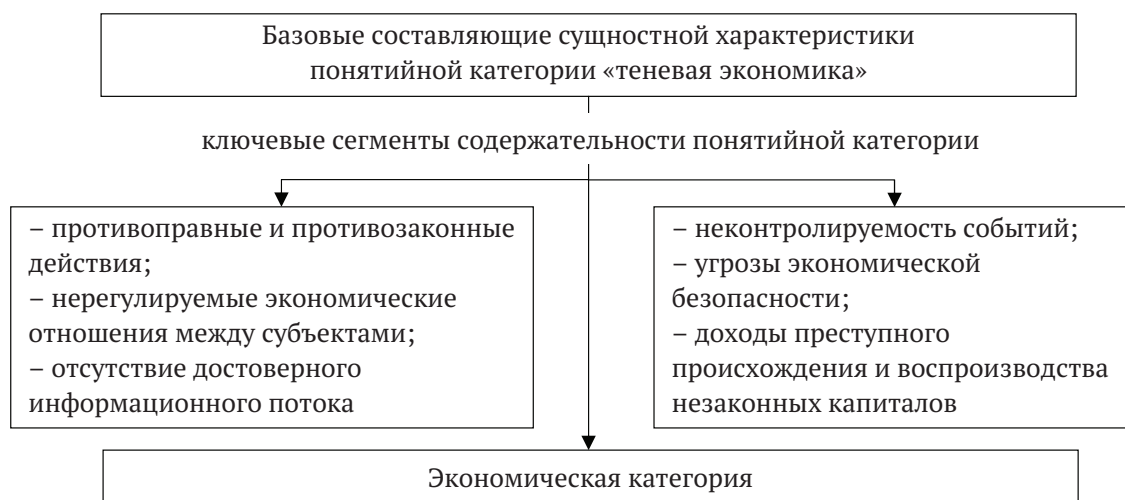 Базовые составляющие сущностной характеристики
понятийной категории «теневая экономика»
ключевые сегменты содержательности понятийной категории
– противоправные и противозаконные
действия;
– нерегулируемые экономические
отношения между субъектами;
– отсутствие достоверного
информационного потока
– неконтролируемость событий;
– угрозы экономической
безопасности;
– доходы преступного
происхождения и воспроизводства
незаконных капиталов
Экономическая категория